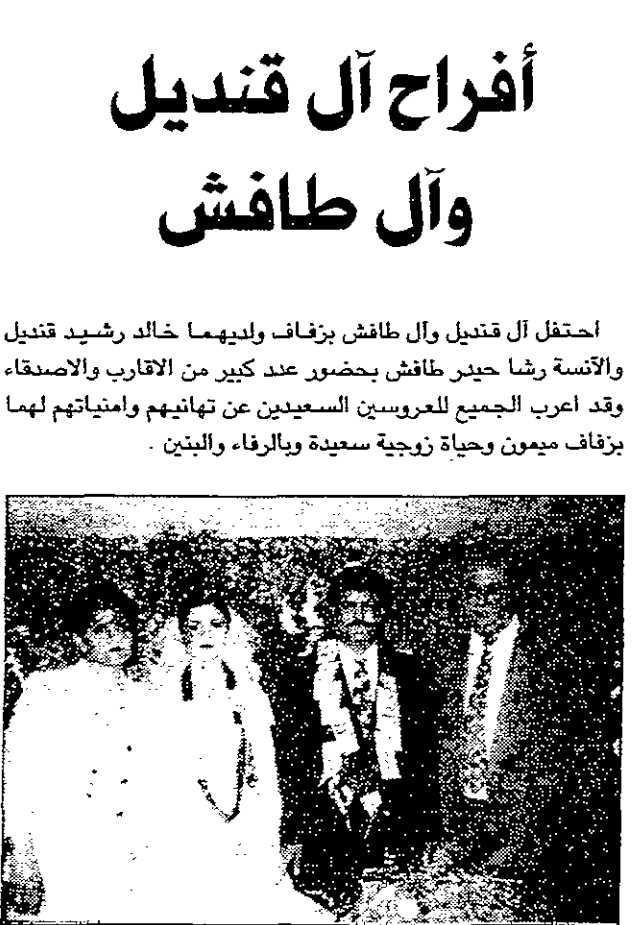 أفراح آل قنديل
وآل طافش
احتفل آل قنديل وآل طافش بزفاف ولديهما خالد رشيد قنديل
والآنسة رشا حيدر طافش بحضور عدد كبير من الاقارب والاصدقاء
وقد اعرب الجميع للعروسين السعيدين عن تهانيهم وامنياتهم لهما
بزفاف ميمون وحياة زوجية سعيدة وبالرفاء والبنين .